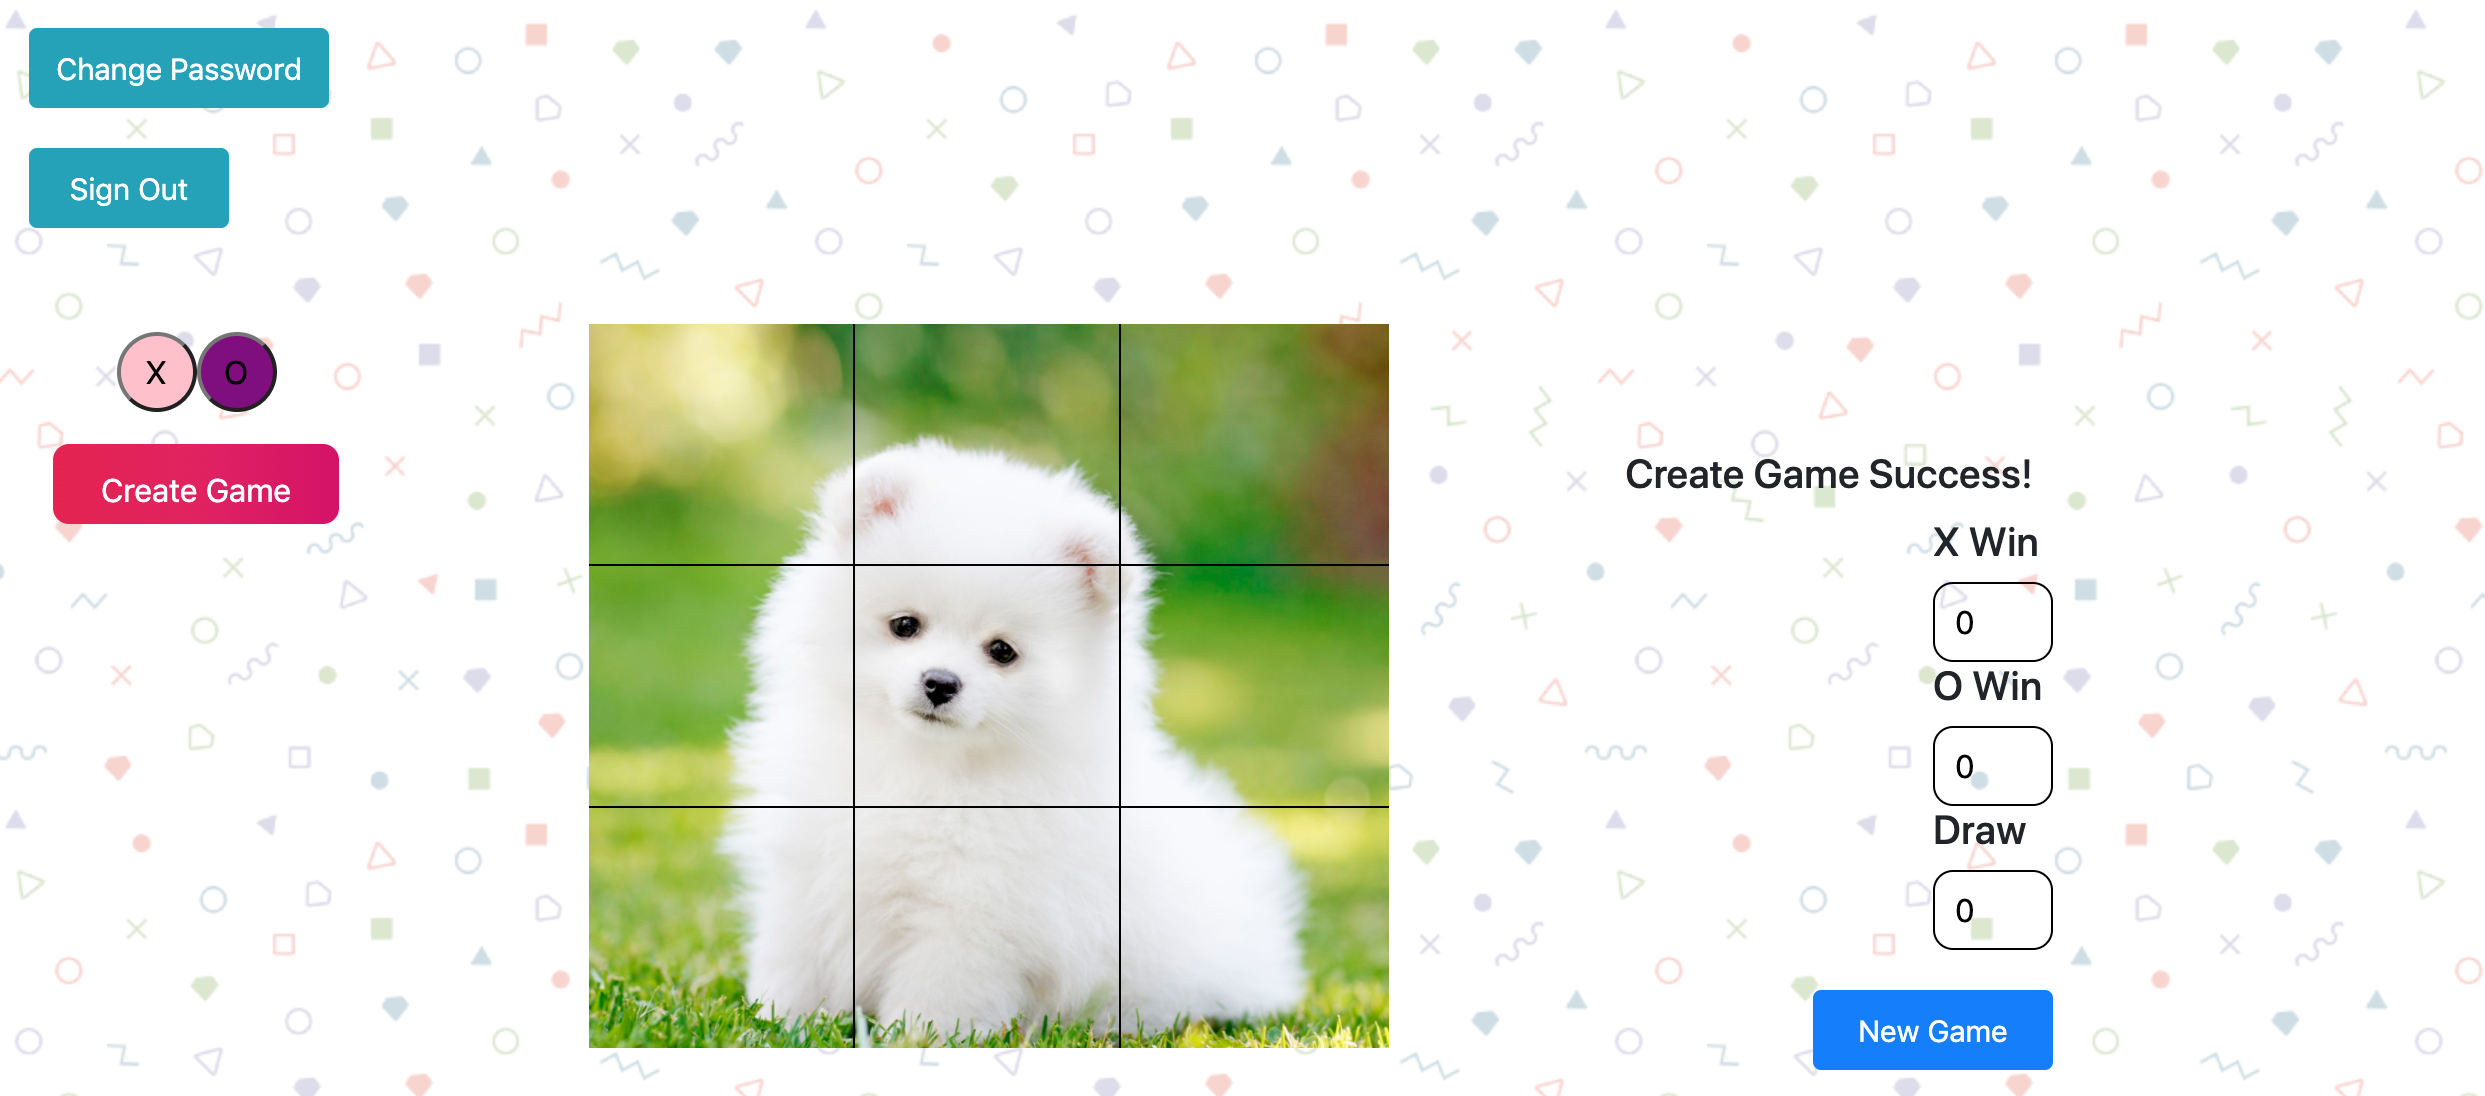 Change Password
Sign Out
X O
Create Game
Create Game Success!
X Win
0
O Win
0
Draw
0
New Game